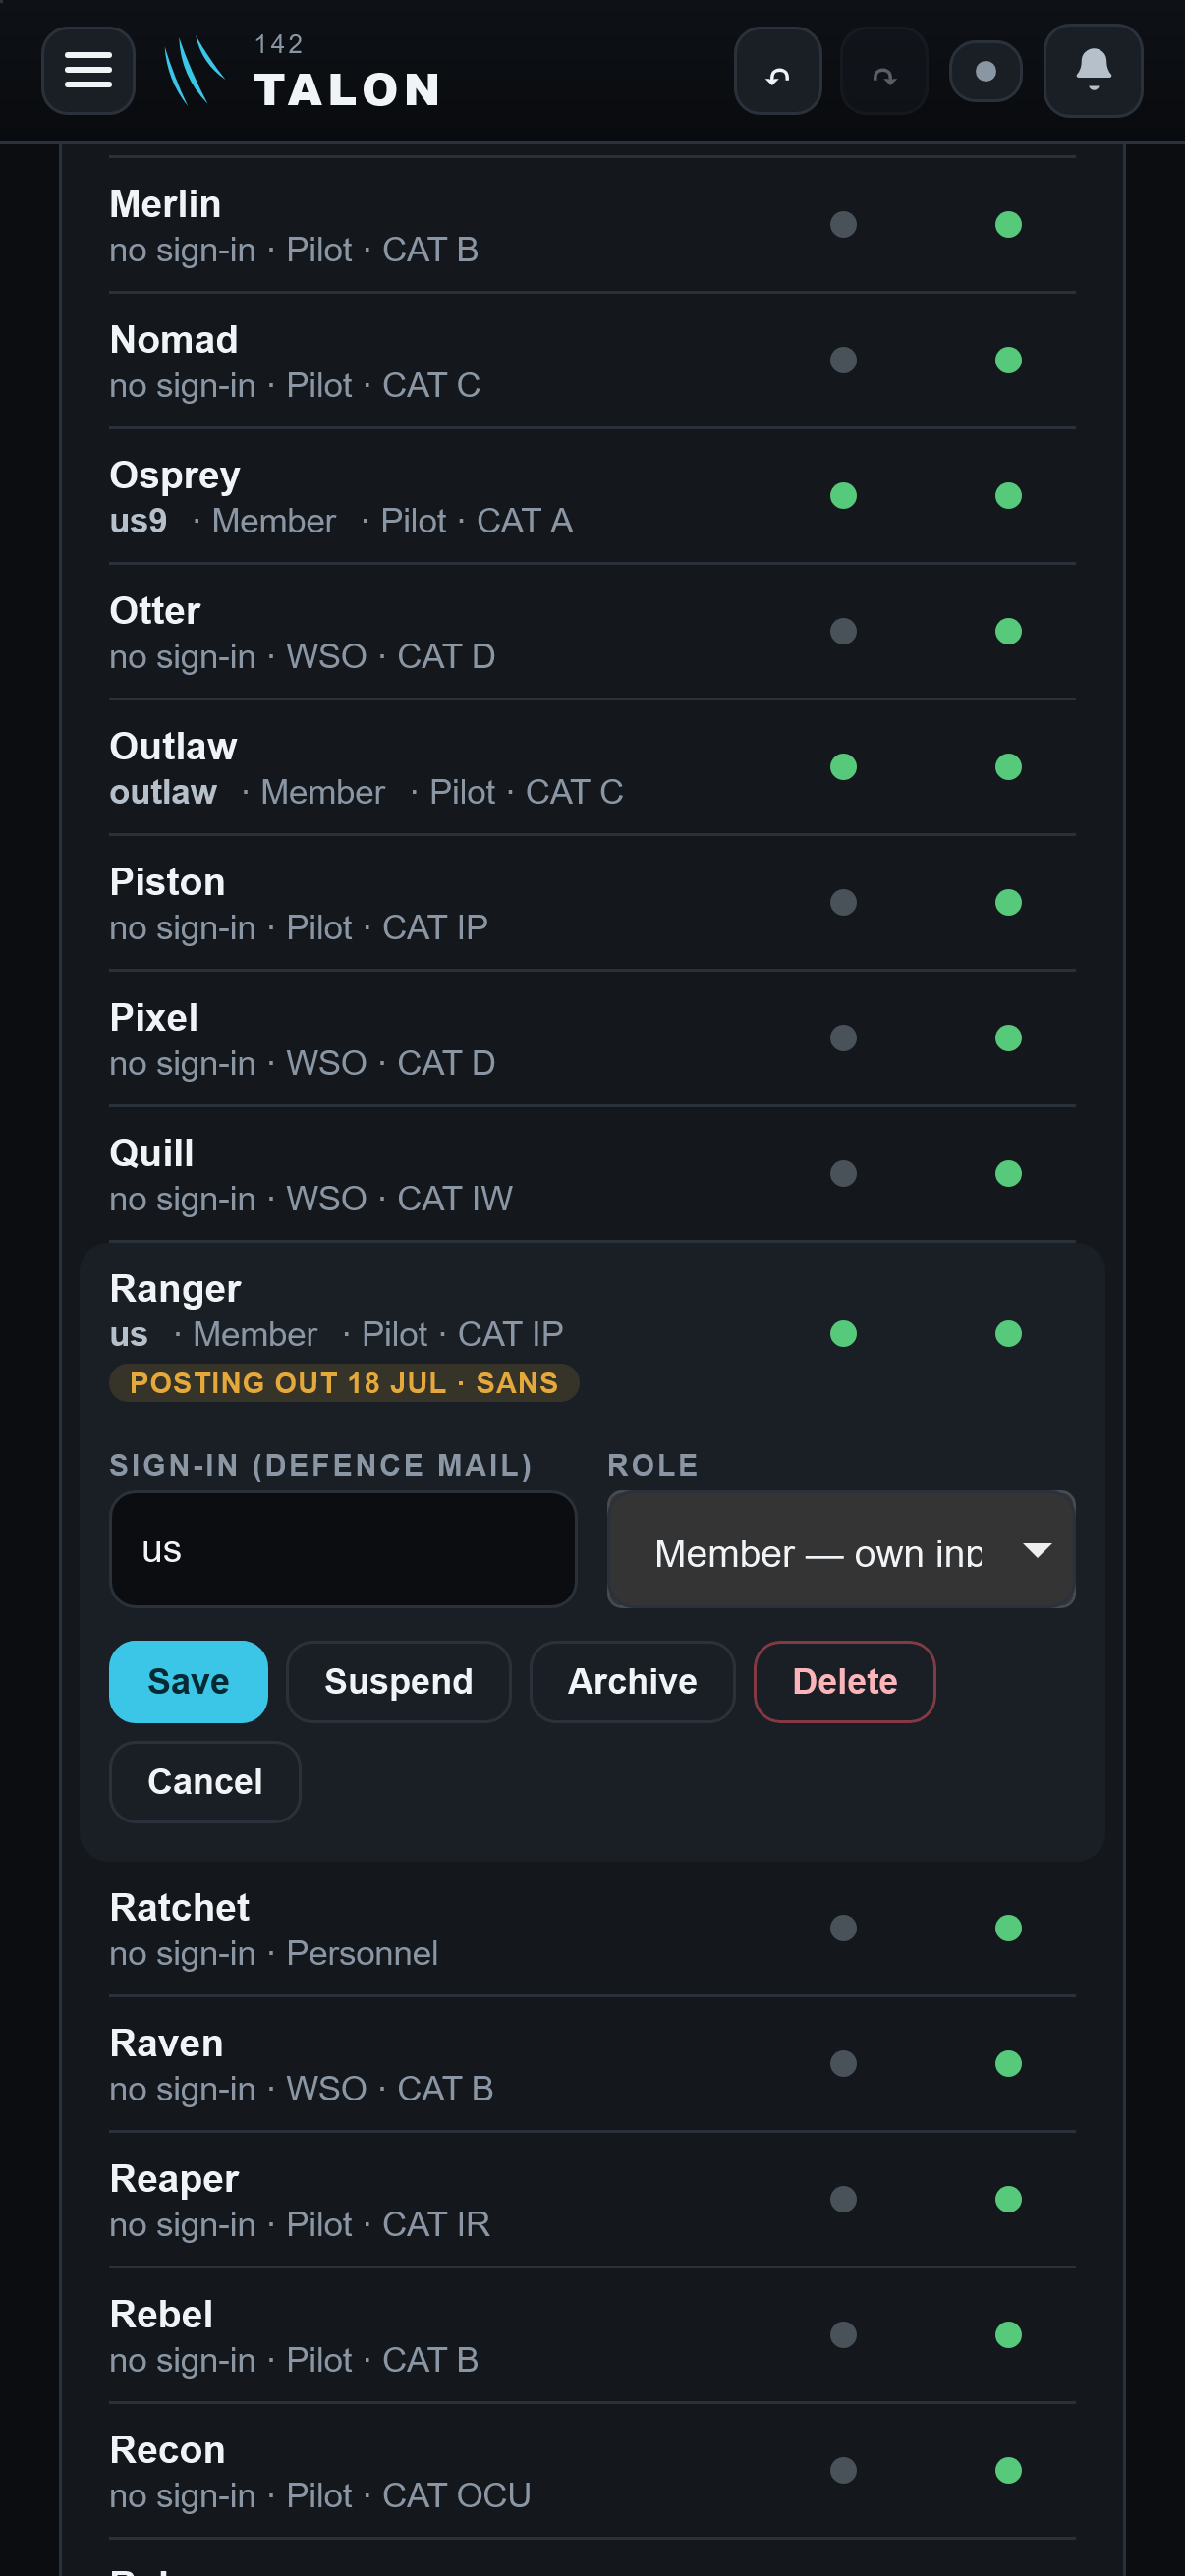 142
TALON
Merlin
no sign-in · Pilot · CAT B
Nomad
no sign-in · Pilot · CAT C
Osprey
us9 · Member · Pilot · CAT A
Otter
no sign-in · WSO · CAT D
Outlaw
outlaw · Member · Pilot · CAT C
Piston
no sign-in · Pilot · CAT IP
Pixel
no sign-in · WSO · CAT D
Quill
no sign-in · WSO · CAT IW
Ranger
us · Member · Pilot · CAT IP
POSTING OUT 18 JUL · SANS
SIGN-IN (DEFENCE MAIL) ROLE
us Member — own
Save Suspend Archive Delete
Cancel
Ratchet
no sign-in · Personnel
Raven
no sign-in · WSO · CAT B
Reaper
no sign-in · Pilot · CAT IR
Rebel
no sign-in · Pilot · CAT B
Recon
no sign-in · Pilot · CAT OCU